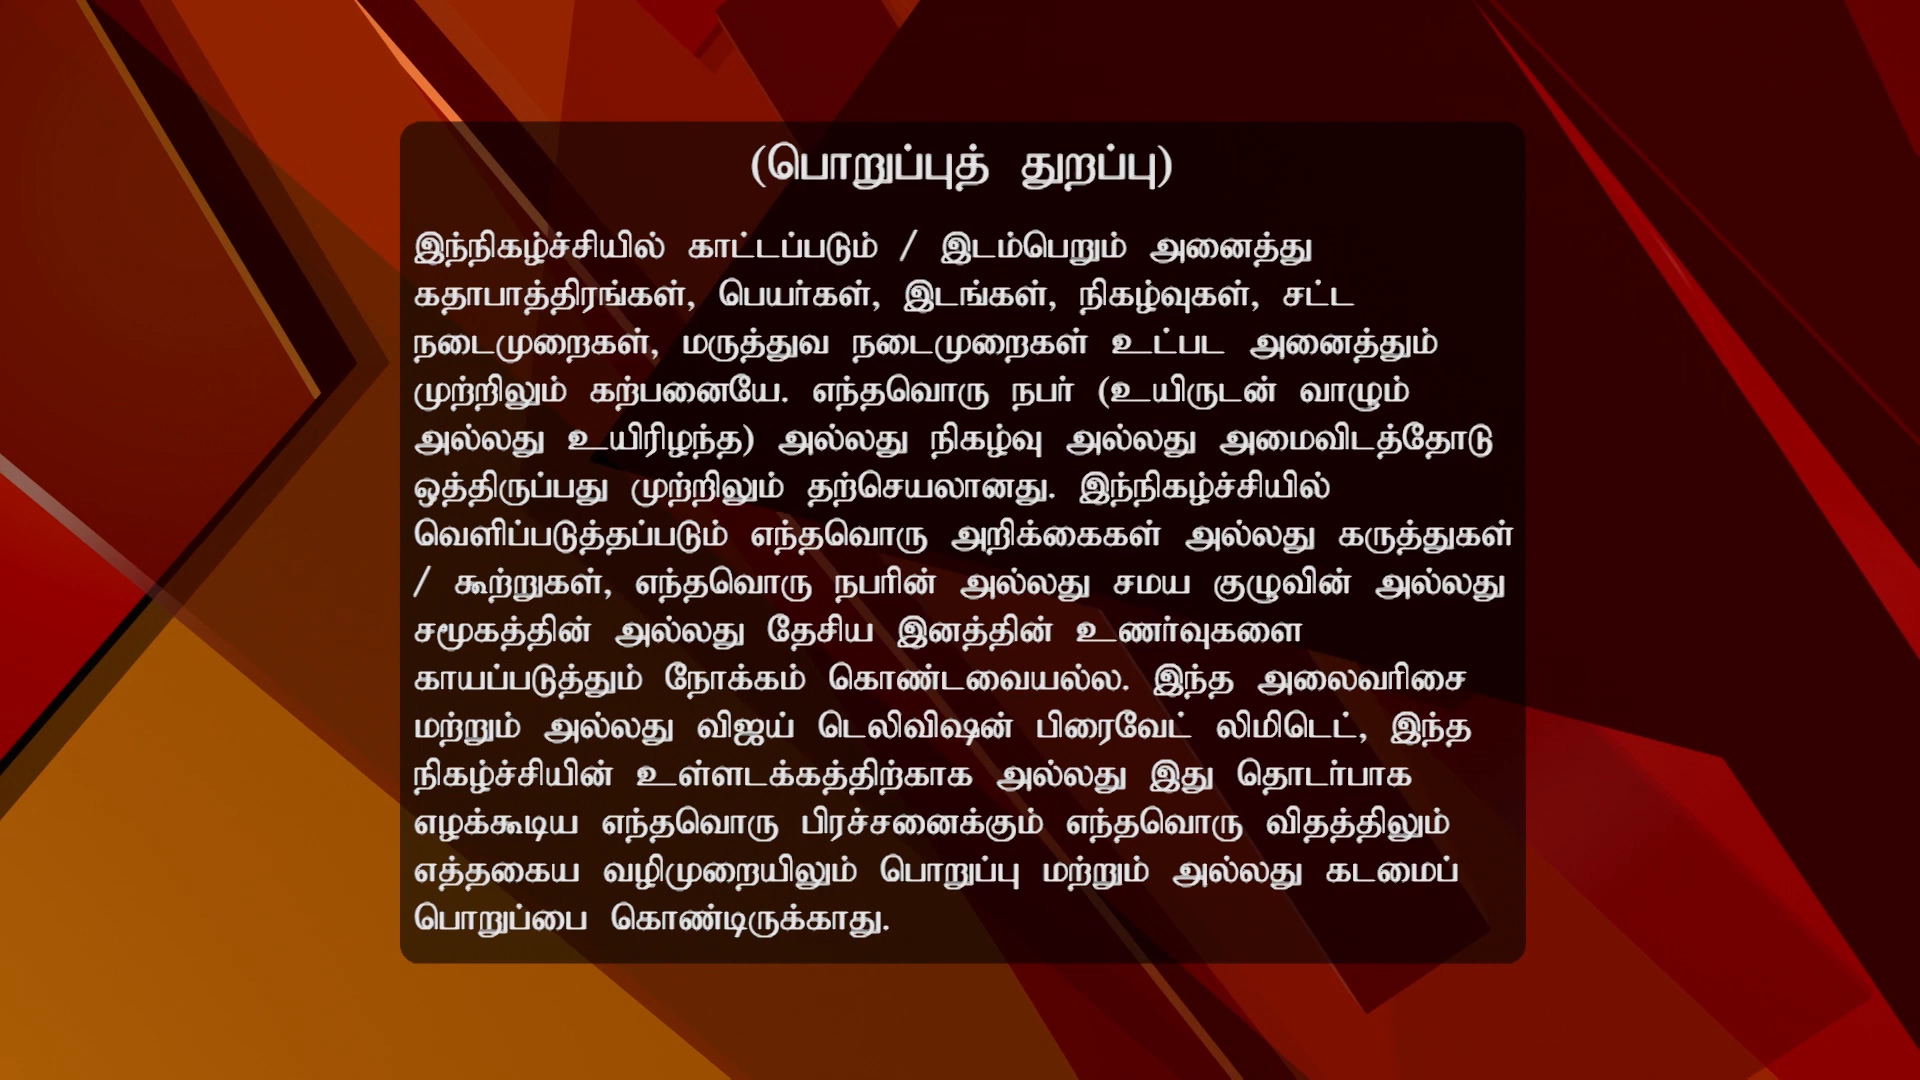 (பொறுப்புத் துறப்பு)
இந்நிகழ்ச்சியில் காட்டப்படும் / இடம்பெறும் அனைத்து
கதாபாத்திரங்கள், பெயர்கள், இடங்கள், நிகழ்வுகள், சட்ட
நடைமுறைகள், மருத்துவ நடைமுறைகள் உட்பட அனைத்தும்
முற்றிலும் கற்பனையே. எந்தவொரு நபர் (உயிருடன் வாழும்
அல்லது உயிரிழந்த) அல்லது நிகழ்வு அல்லது அமைவிடத்தோடு
ஒத்திருப்பது முற்றிலும் தற்செயலானது. இந்நிகழ்ச்சியில்
வெளிப்படுத்தப்படும் எந்தவொரு அறிக்கைகள் அல்லது கருத்துகள்
/ கூற்றுகள், எந்தவொரு நபரின் அல்லது சமய குழுவின் அல்லது
சமூகத்தின் அல்லது தேசிய இனத்தின் உணர்வுகளை
காயப்படுத்தும் நோக்கம் கொண்டவையல்ல. இந்த அலைவரிசை
மற்றும் அல்லது விஜய் டெலிவிஷன் பிரைவேட் லிமிடெட், இந்த
நிகழ்ச்சியின் உள்ளடக்கத்திற்காக அல்லது இது தொடர்பாக
எழக்கூடிய எந்தவொரு பிரச்சனைக்கும் எந்தவொரு விதத்திலும்
எத்தகைய வழிமுறையிலும் பொறுப்பு மற்றும் அல்லது கடமைப்
பொறுப்பை கொண்டிருக்காது.